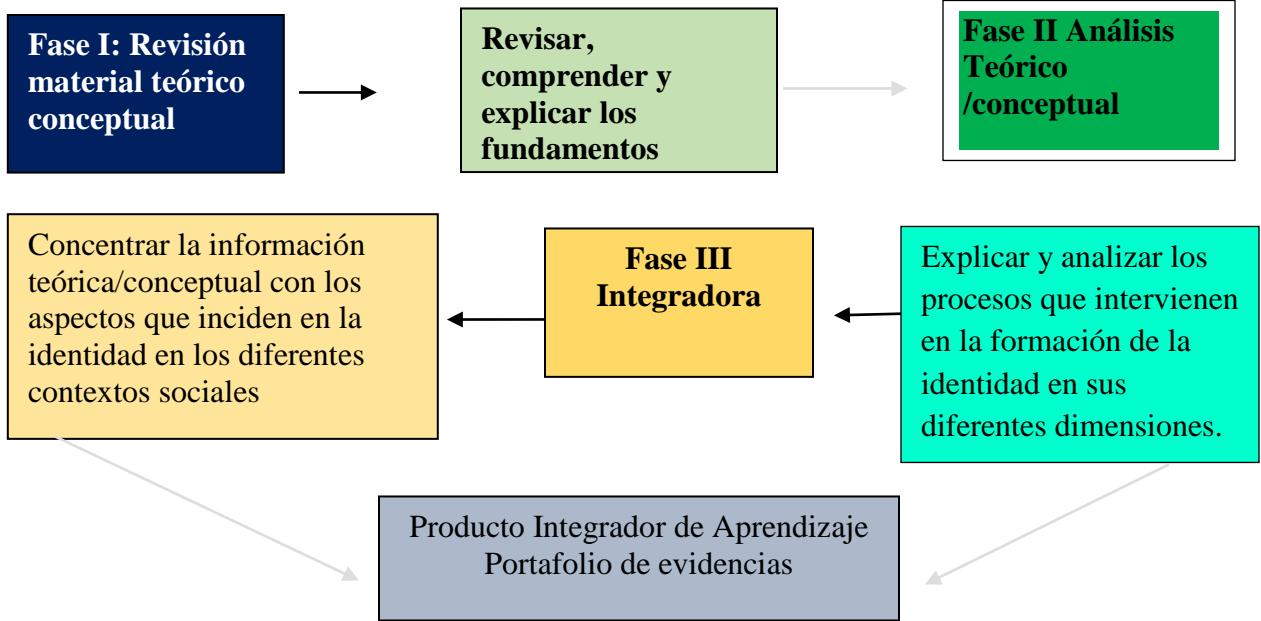 Fase I: Revisión
material teórico
conceptual
Revisar,
comprender y
explicar los
fundamentos
Fase II Análisis
Teórico
/conceptual
Concentrar la información
teórica/conceptual con los
aspectos que inciden en la
identidad en los diferentes
contextos sociales
Fase III
Integradora
Explicar y analizar los
procesos que intervienen
en la formación de la
identidad en sus
diferentes dimensiones.
Producto Integrador de Aprendizaje
Portafolio de evidencias